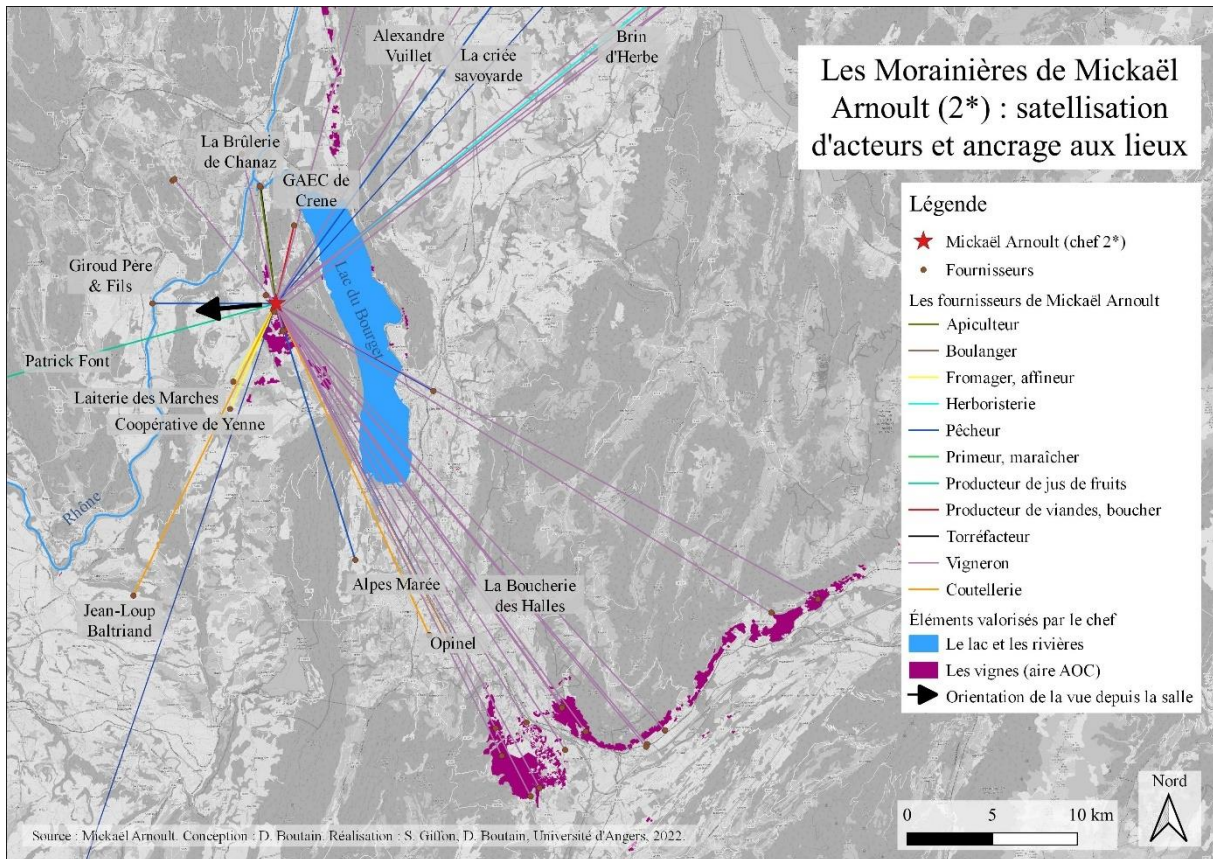 Les Morainières de Mickaël
Arnoult (2*) : satellisation
d'acteurs et ancrage aux lieux
Alexandre
Vuillet
La criée
savoyarde
Brin
d'Herbe
La Brûlerie
de Chanaz
GAEC de
Crene
Giroud Père
& Fils
Lac du Bourget
Patrick Font
Laiterie des Marches
Coopérative de Yenne
Rhône
Jean-Loup
Baltriand
Alpes Marée
La Boucherie
des Halles
Opinel
Légende
Mickaël Arnoult (chef 2*)
Fournisseurs
Les fournisseurs de Mickaël Arnoult
Apiculteur
Boulanger
Fromager, affineur
Herboristerie
Pêcheur
Primeur, maraîcher
Producteur de jus de fruits
Producteur de viandes, boucher
Torréfacteur
Vigneron
Coutellerie
Éléments valorisés par le chef
Le lac et les rivières
Les vignes (aire AOC)
Orientation de la vue depuis la salle
Nord
0 5 10 km
Source : Mickaël Arnoult. Conception : D. Boutain. Réalisation : S. Giffon, D. Boutain, Université d'Angers, 2022.